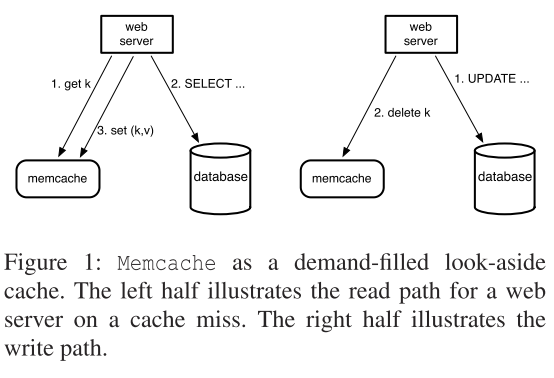 web
server
1. get k
2. SELECT ...
3. set (k,v)
memcache
database
web
server
1. UPDATE ...
2. delete k
memcache
database
Figure 1: Memcache as a demand-filled look-aside
cache. The left half illustrates the read path for a web
server on a cache miss. The right half illustrates the
write path.